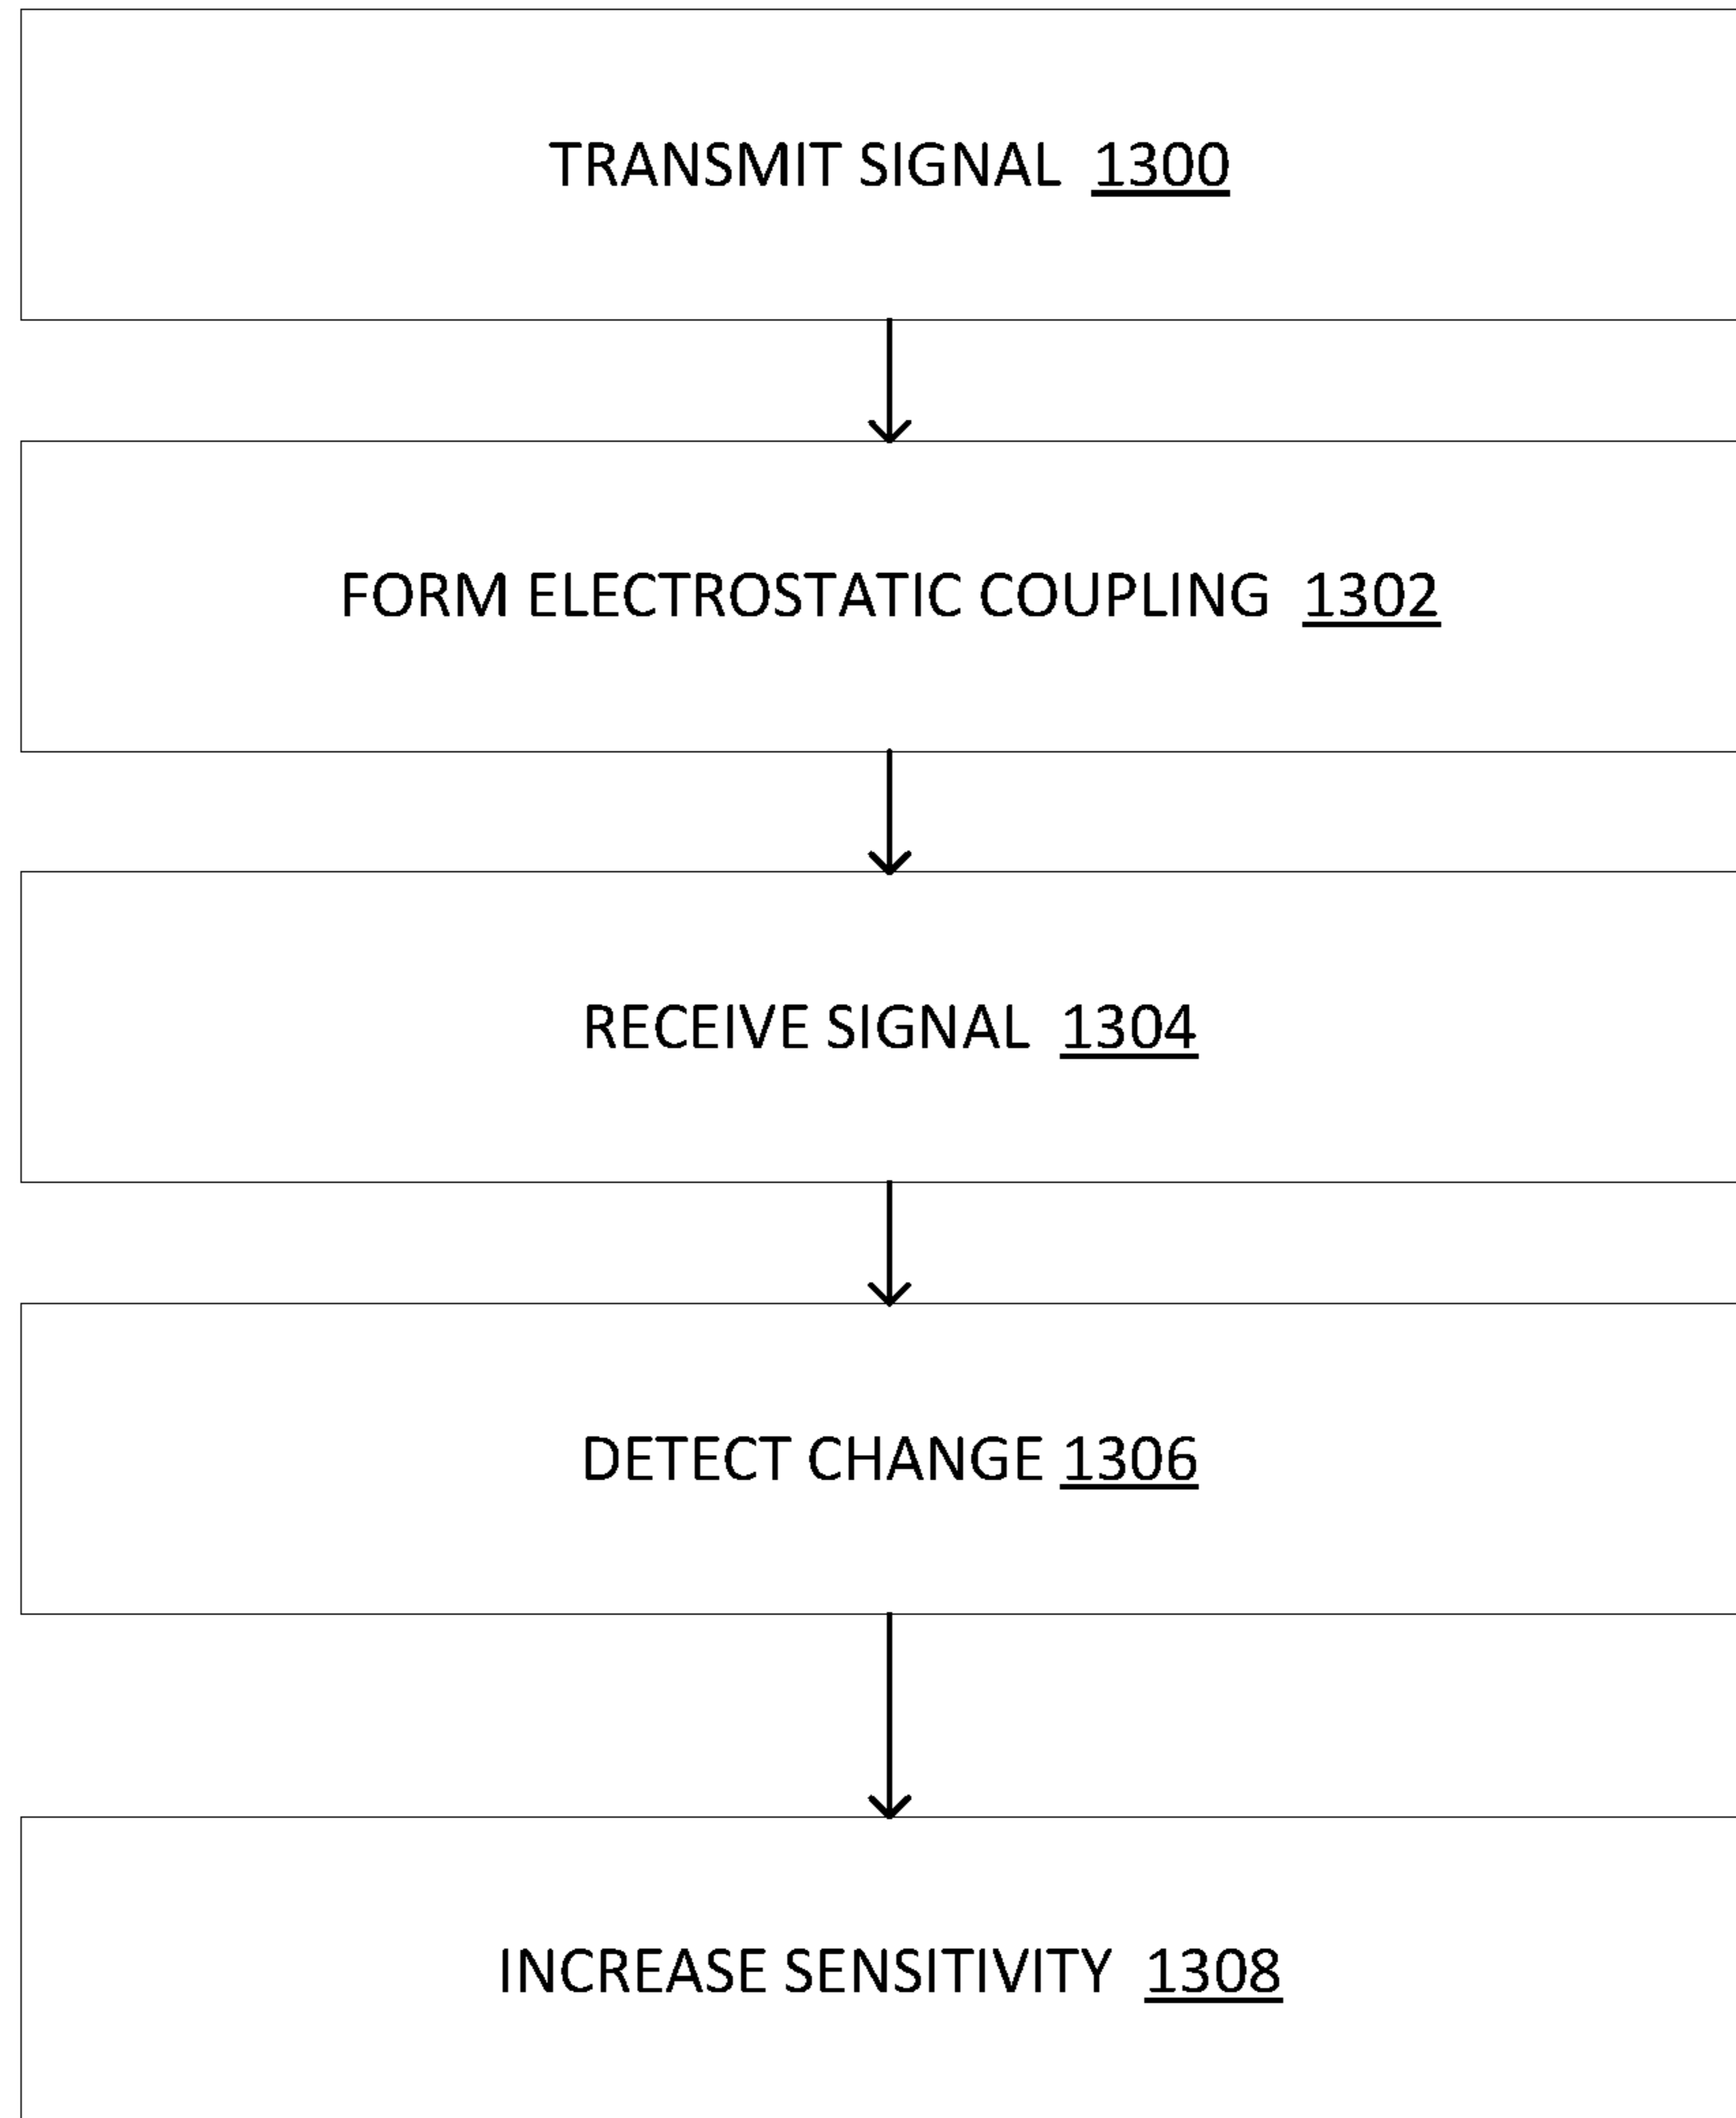 TRANSMIT SIGNAL 1300
FORM ELECTROSTATIC COUPLING 1302
RECEIVE SIGNAL 1304
DETECT CHANGE 1306
INCREASE SENSITIVITY 1308